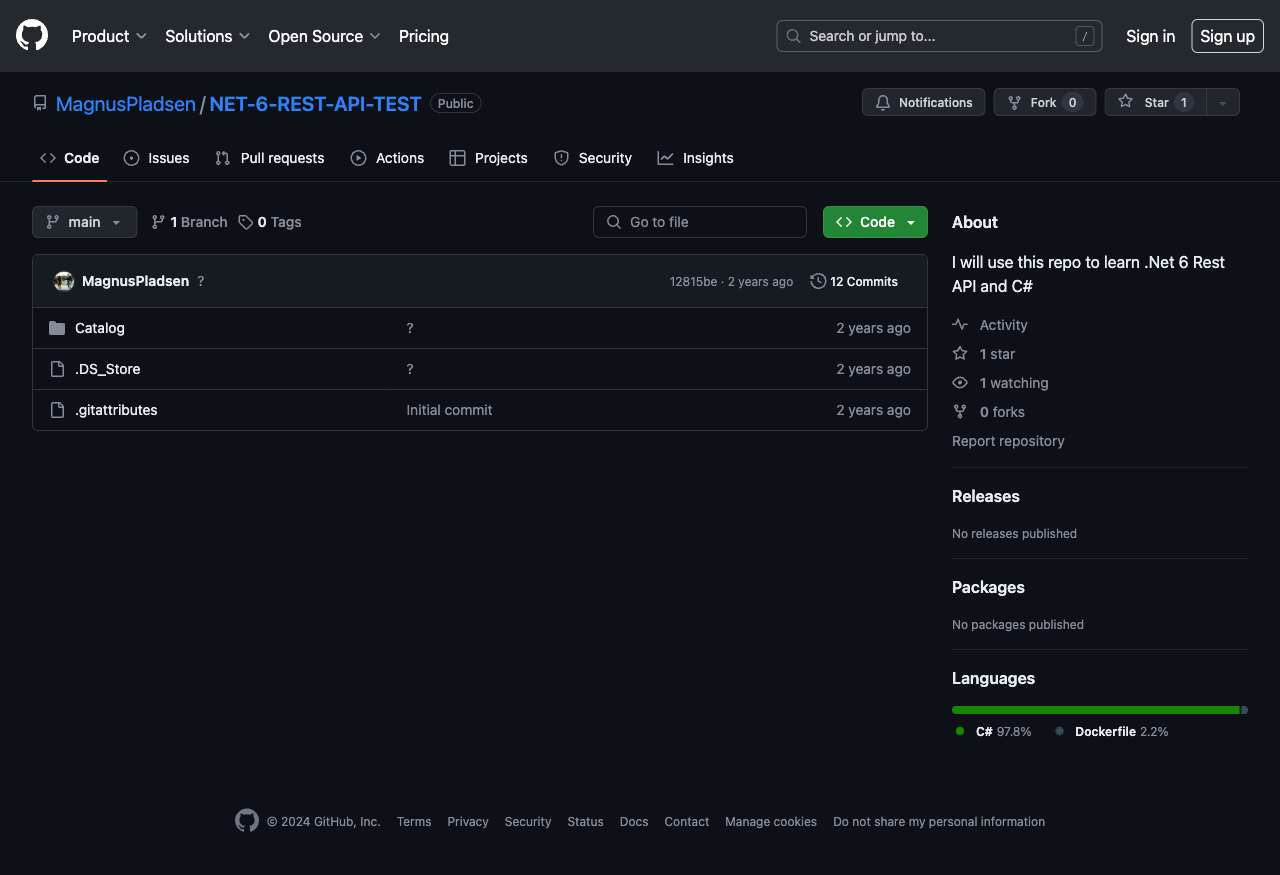 Product Solutions Open Source Pricing Search or jump to... / Sign in Sign up
MagnusPladsen / NET-6-REST-API-TEST Public Notifications Fork 0 Star 1
Code Issues Pull requests Actions Projects Security Insights
main 1 Branch 0 Tags Go to file Code
MagnusPladsen ? 12815be · 2 years ago 12 Commits
Catalog ? 2 years ago
.DS_Store ? 2 years ago
.gitattributes Initial commit 2 years ago
About
I will use this repo to learn .Net 6 Rest
API and C#
Activity
1 star
1 watching
0 forks
Report repository
Releases
No releases published
Packages
No packages published
Languages
C# 97.8% Dockerfile 2.2%
© 2024 GitHub, Inc. Terms Privacy Security Status Docs Contact Manage cookies Do not share my personal information